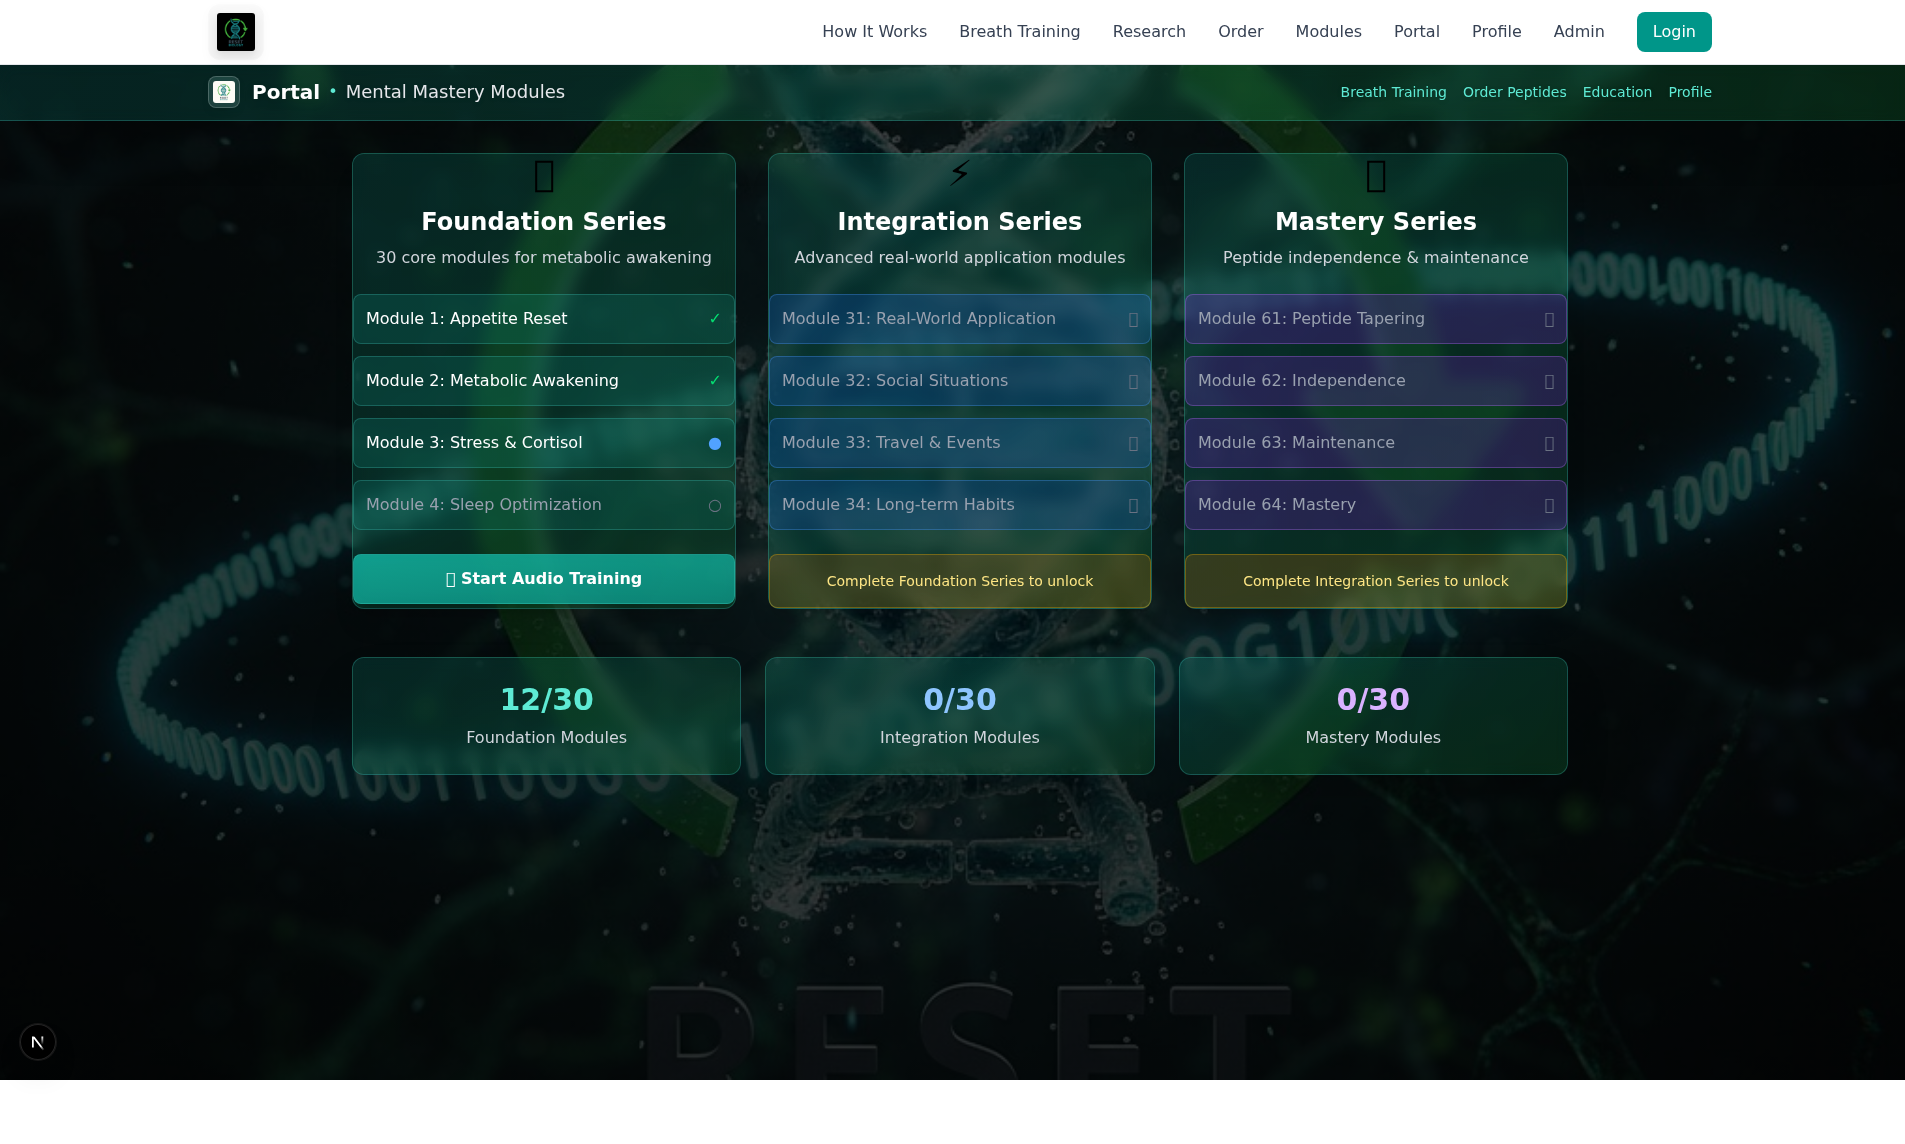 How It Works Breath Training Research Order Modules Portal Profile Admin Login
Portal • Mental Mastery Modules
Breath Training Order Peptides Education Profile
Foundation Series
30 core modules for metabolic awakening
Module 1: Appetite Reset ✓
Module 2: Metabolic Awakening ✓
Module 3: Stress & Cortisol
Module 4: Sleep Optimization
Start Audio Training
⚡
Integration Series
Advanced real-world application modules
Module 31: Real-World Application
Module 32: Social Situations
Module 33: Travel & Events
Module 34: Long-term Habits
Complete Foundation Series to unlock
Mastery Series
Peptide independence & maintenance
Module 61: Peptide Tapering
Module 62: Independence
Module 63: Maintenance
Module 64: Mastery
Complete Integration Series to unlock
12/30
Foundation Modules
0/30
Integration Modules
0/30
Mastery Modules
RESET
N